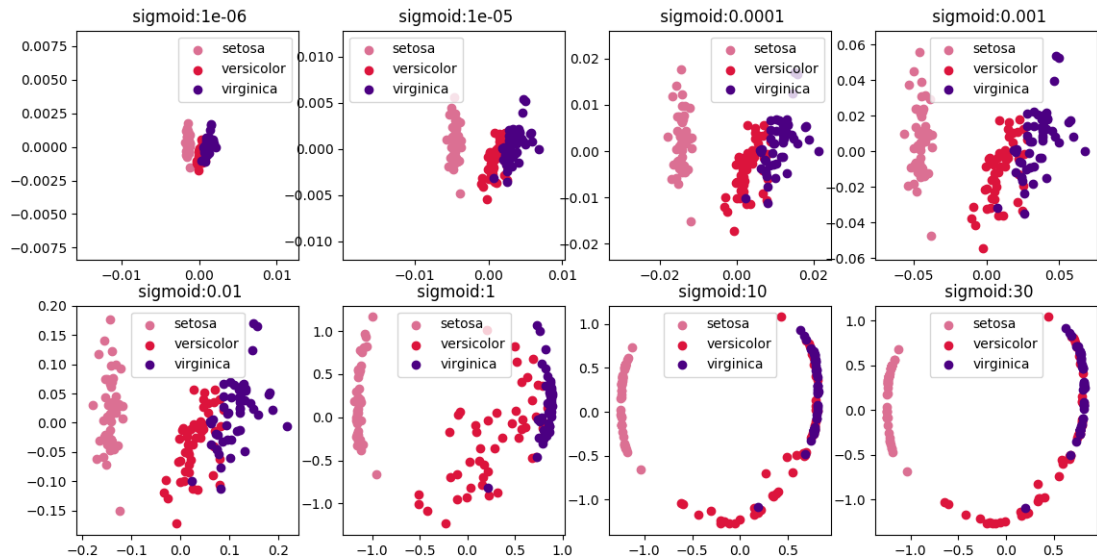 sigmoid:1e-06
0.0075
0.0050
0.0025
0.0000
−0.0025
−0.0050
−0.0075
−0.01
0.00
0.01
setosa
versicolor
virginica
sigmoid:1e-05
0.010
0.005
0.000
−0.005
−0.010
−0.01
0.00
0.01
setosa
versicolor
virginica
sigmoid:0.0001
0.02
0.01
0.00
−0.01
−0.02
−0.02
0.00
0.02
setosa
versicolor
virginica
sigmoid:0.001
0.06
0.04
0.02
0.00
−0.02
−0.04
−0.06
−0.05
0.00
0.05
setosa
versicolor
virginica
sigmoid:0.01
0.20
0.15
0.10
0.05
0.00
−0.05
−0.10
−0.15
−0.2
−0.1
0.0
0.1
0.2
setosa
versicolor
virginica
sigmoid:1
1.0
0.5
0.0
−0.5
−1.0
−1.0
−0.5
0.0
0.5
1.0
setosa
versicolor
virginica
sigmoid:10
1.0
0.5
0.0
−0.5
−1.0
−1.0
−0.5
0.0
0.5
setosa
versicolor
virginica
sigmoid:30
1.0
0.5
0.0
−0.5
−1.0
−1.0
−0.5
0.0
0.5
setosa
versicolor
virginica